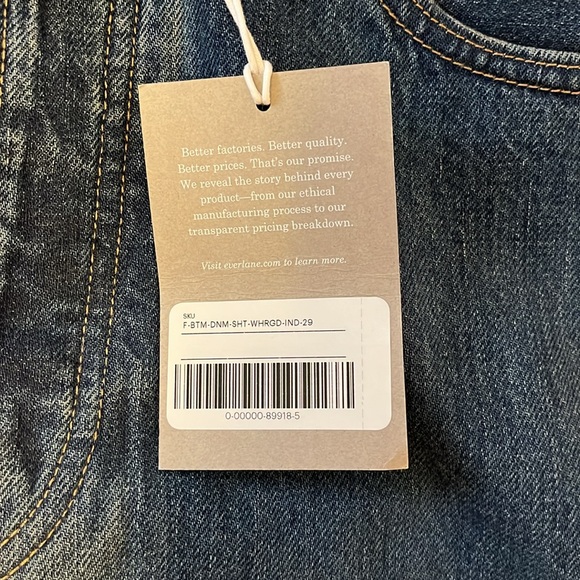 Better factories. Better quality.
Better prices. That's our promise.
We reveal the story behind every
product—from our ethical
manufacturing process to our
transparent pricing breakdown.
Visit everlane.com to learn more.
SKU
F-BTM-DNM-SHT-WHRGD-IND-29
0-00000-89918-5